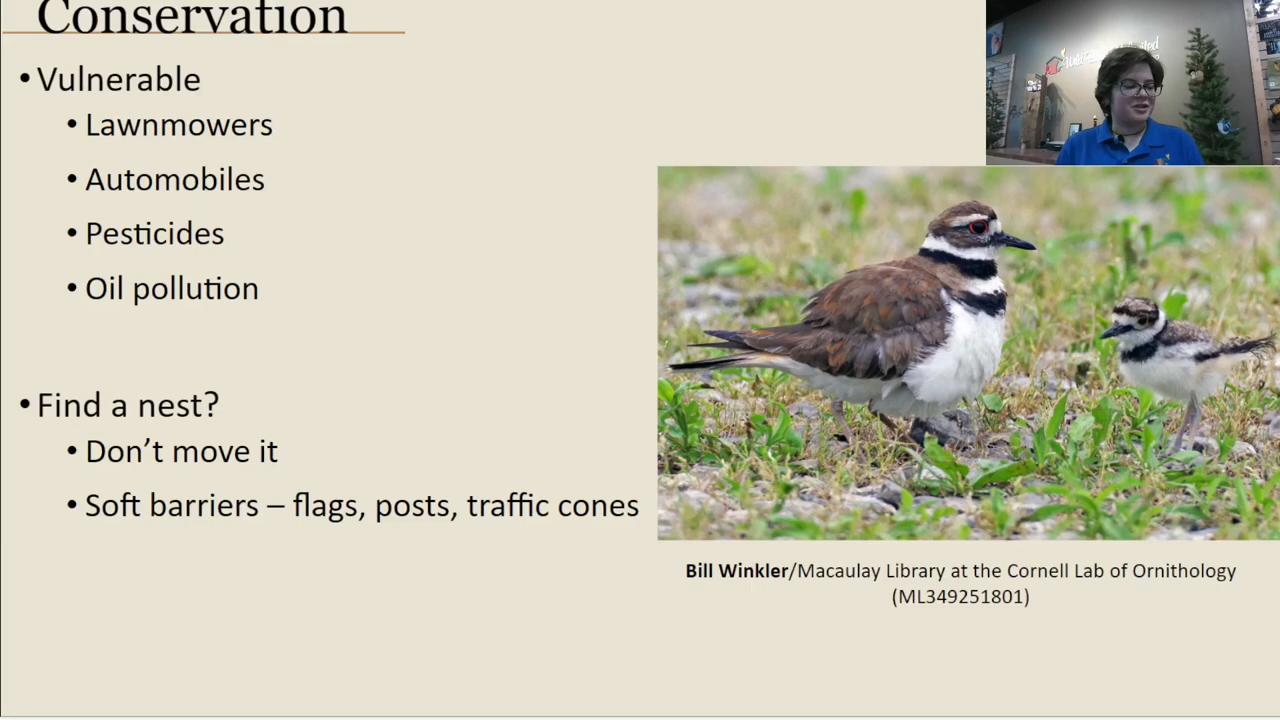 Conservation
• Vulnerable
• Lawnmowers
• Automobiles
• Pesticides
• Oil pollution
• Find a nest?
• Don’t move it
• Soft barriers – flags, posts, traffic cones
Bill Winkler/Macaulay Library at the Cornell Lab of Ornithology
(ML349251801)